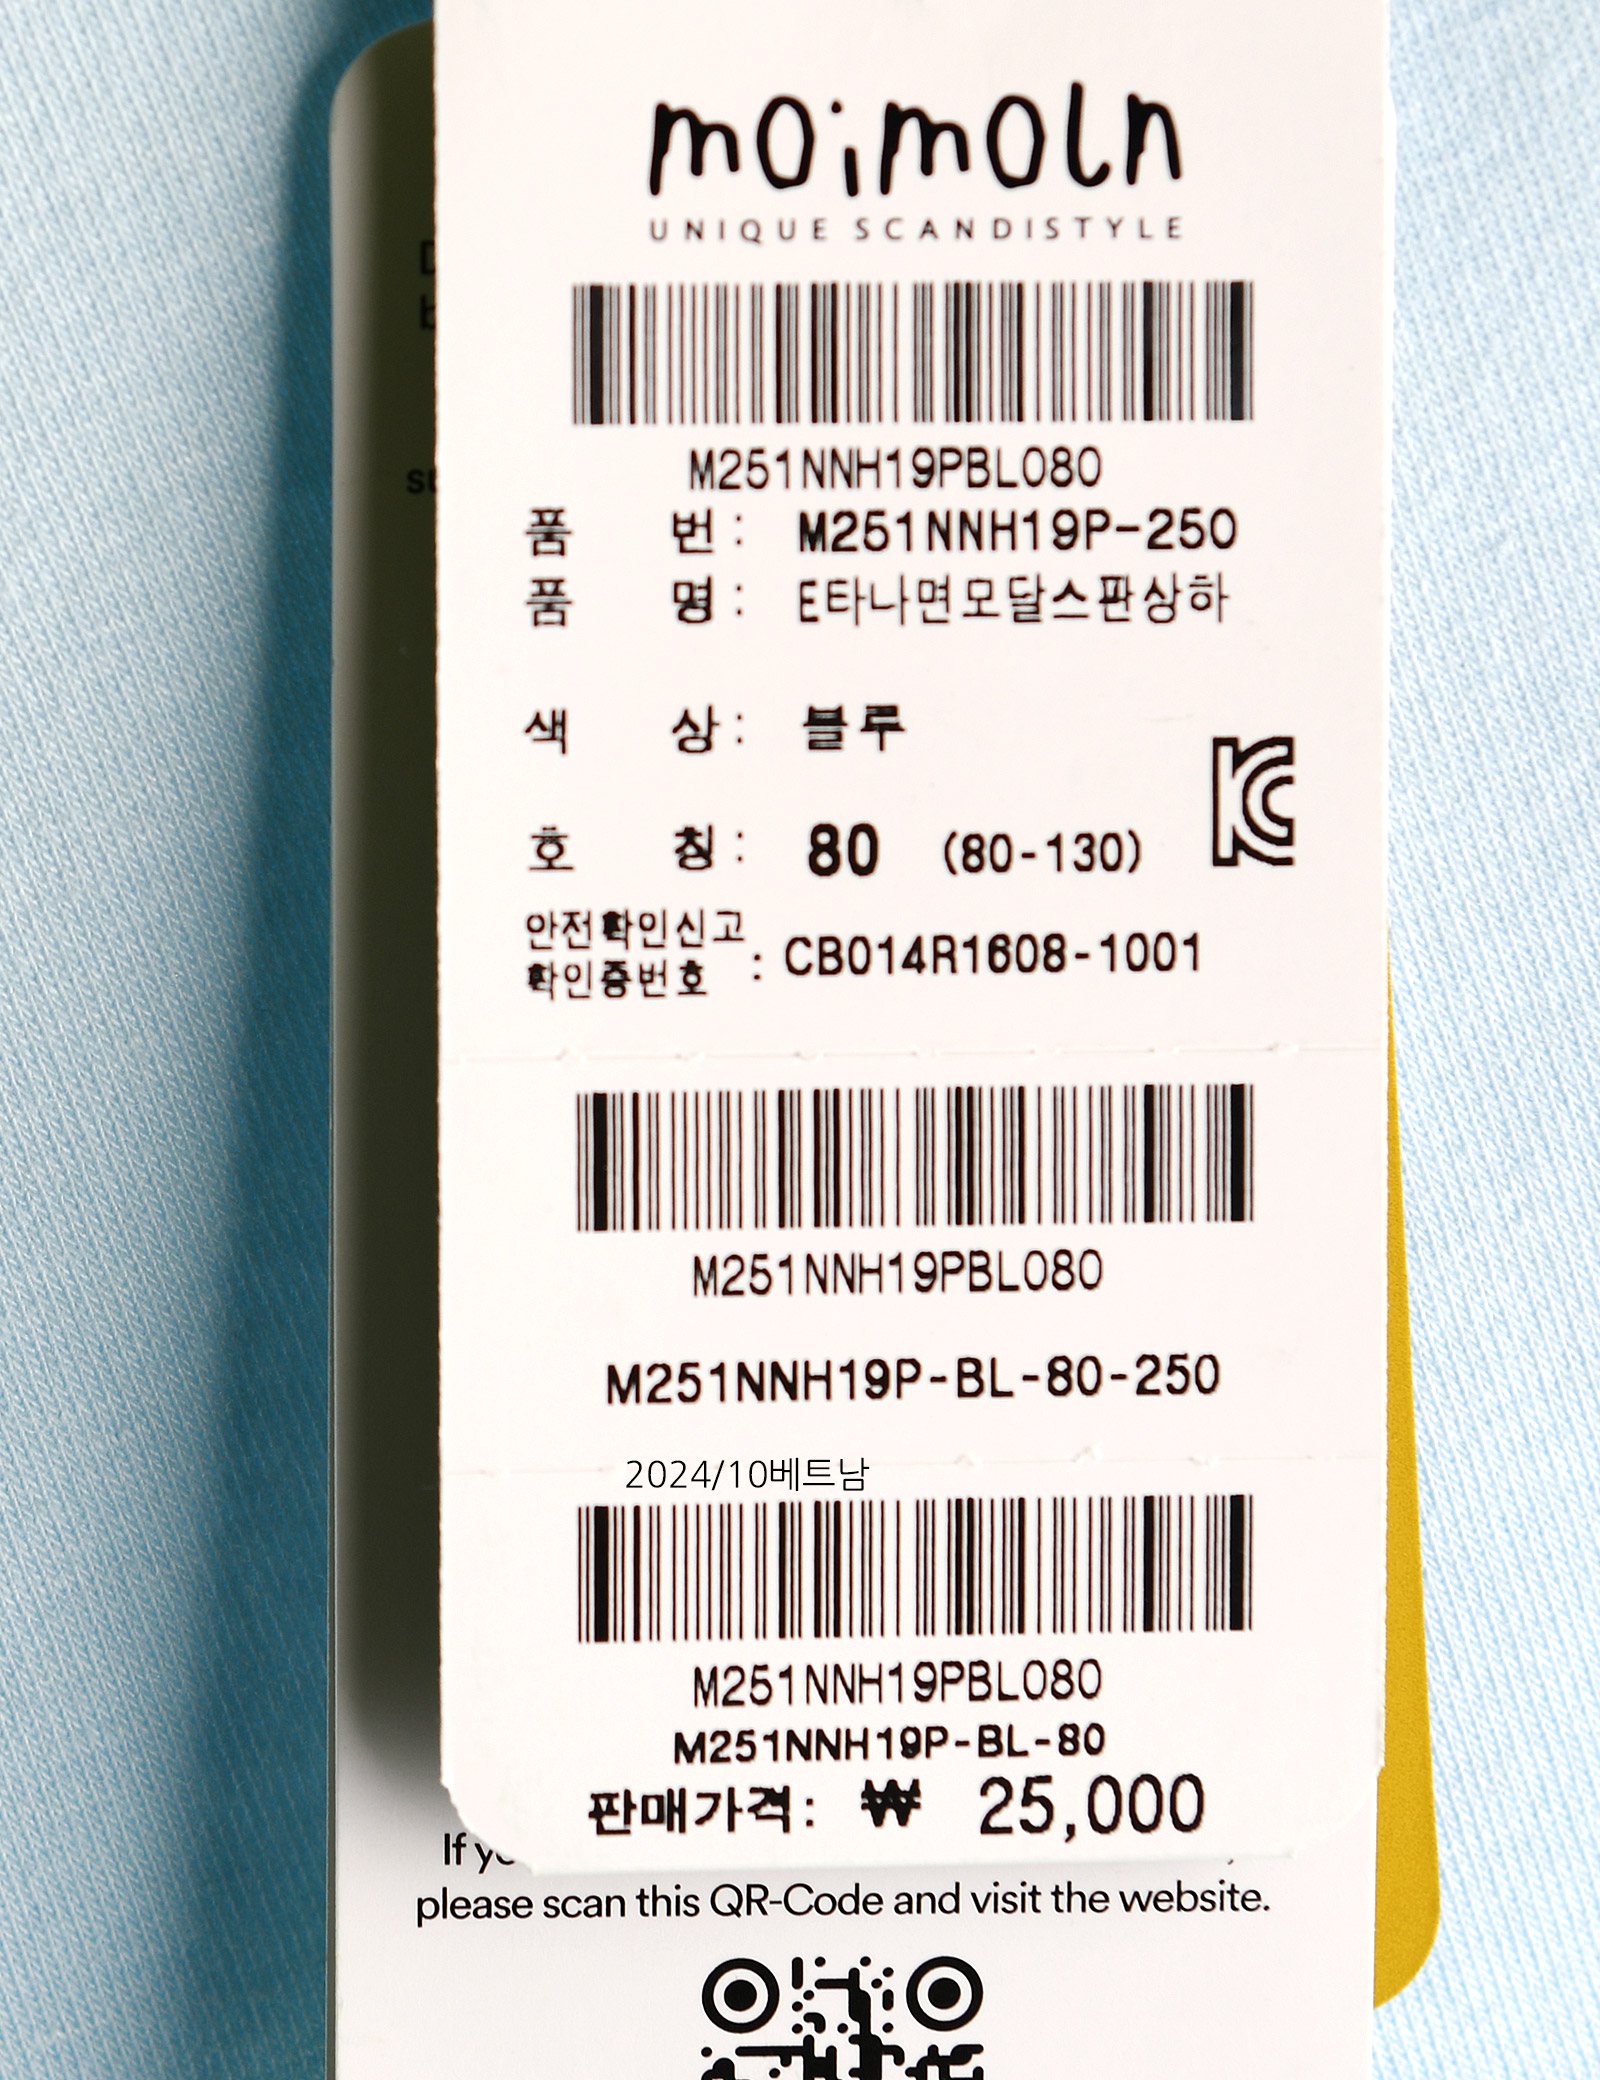 moimoln
UNIQUE SCANDISTYLE
M251NNH19PBL080
품 번 : M251NNH19P-250
품 명 : E타나면모달스판상하
색 상 : 블루
호 칭 : 80 (80-130)
안전확인신고
확인증번호 : CB014R1608-1001
M251NNH19PBL080
M251NNH19P-BL-80-250
2024/10베트남
M251NNH19PBL080
M251NNH19P-BL-80
판매가격: ₩ 25,000
If
please scan this QR-Code and visit the website.